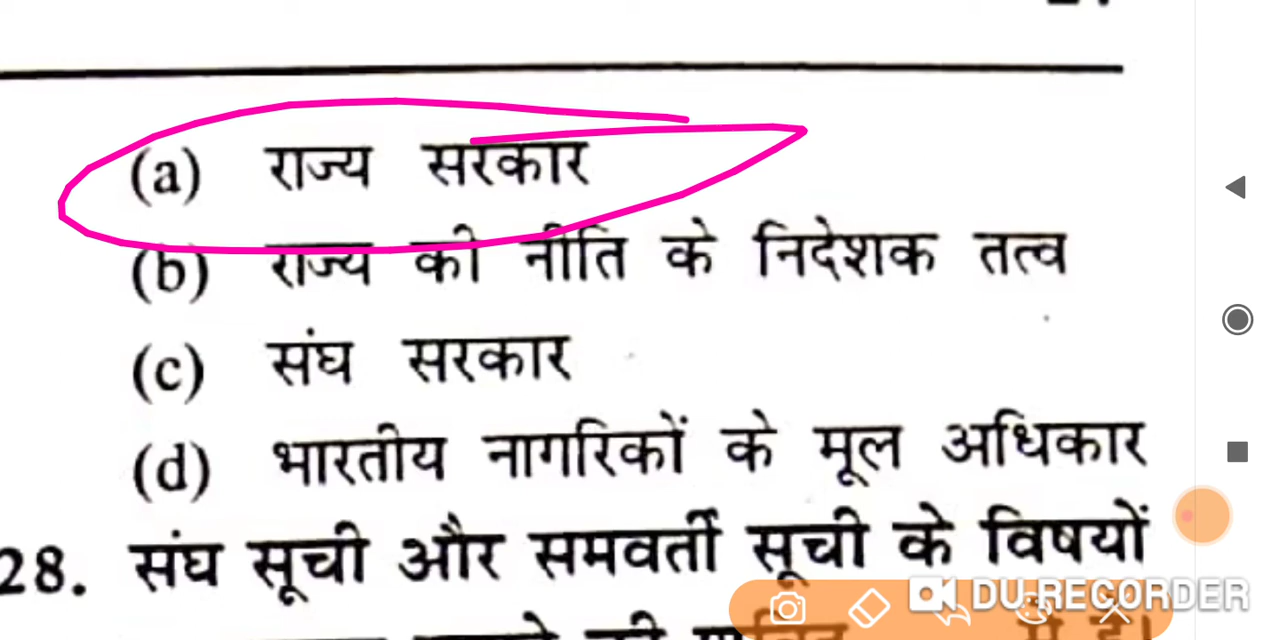 (a) राज्य सरकार
(b) राज्य की नीति के निदेशक तत्व
(c) संघ सरकार
(d) भारतीय नागरिकों के मूल अधिकार
28. संघ सूची और समवर्ती सूची के विषयों
DU RECORDER